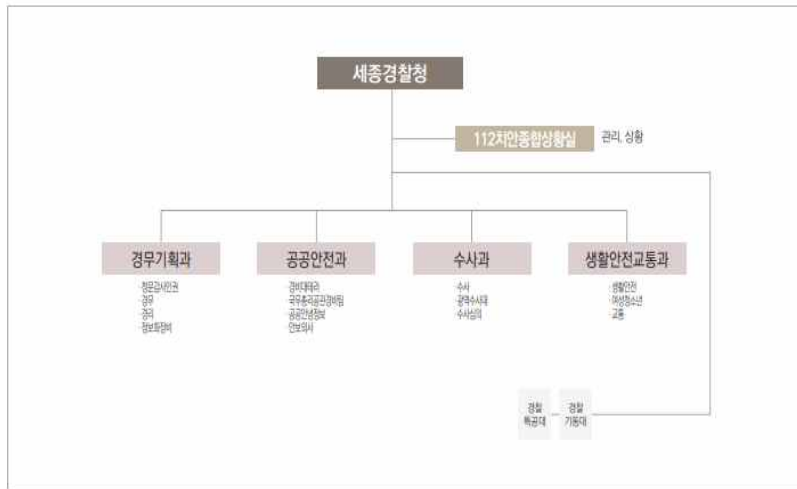 세종경찰청
112치안종합상황실 관리, 상황
경무기획과 공공안전과 수사과 생활안전교통과
·청문감사인권
·경무
·경리
·정보화장비
·경비대테러
·국무총리공관경비팀
·공공안녕정보
·안보의사
·수사
·광역수사대
·수사심의
·생활안전
·여성청소년
·교통
경찰
특공대
경찰
기동대